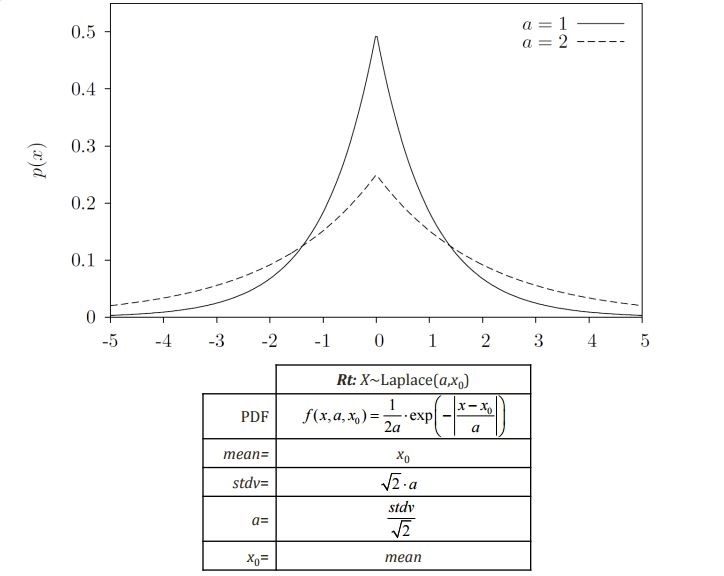 a = 1
a = 2
p(x)
0.5
0.4
0.3
0.2
0.1
0
-5 -4 -3 -2 -1 0 1 2 3 4 5
Rt: X~Laplace(a,x₀)
PDF f(x,a,x₀) = 1/2a · exp(−|x − x₀/a|)
mean= x₀
stdv= √2 · a
a= stdv/√2
x₀= mean